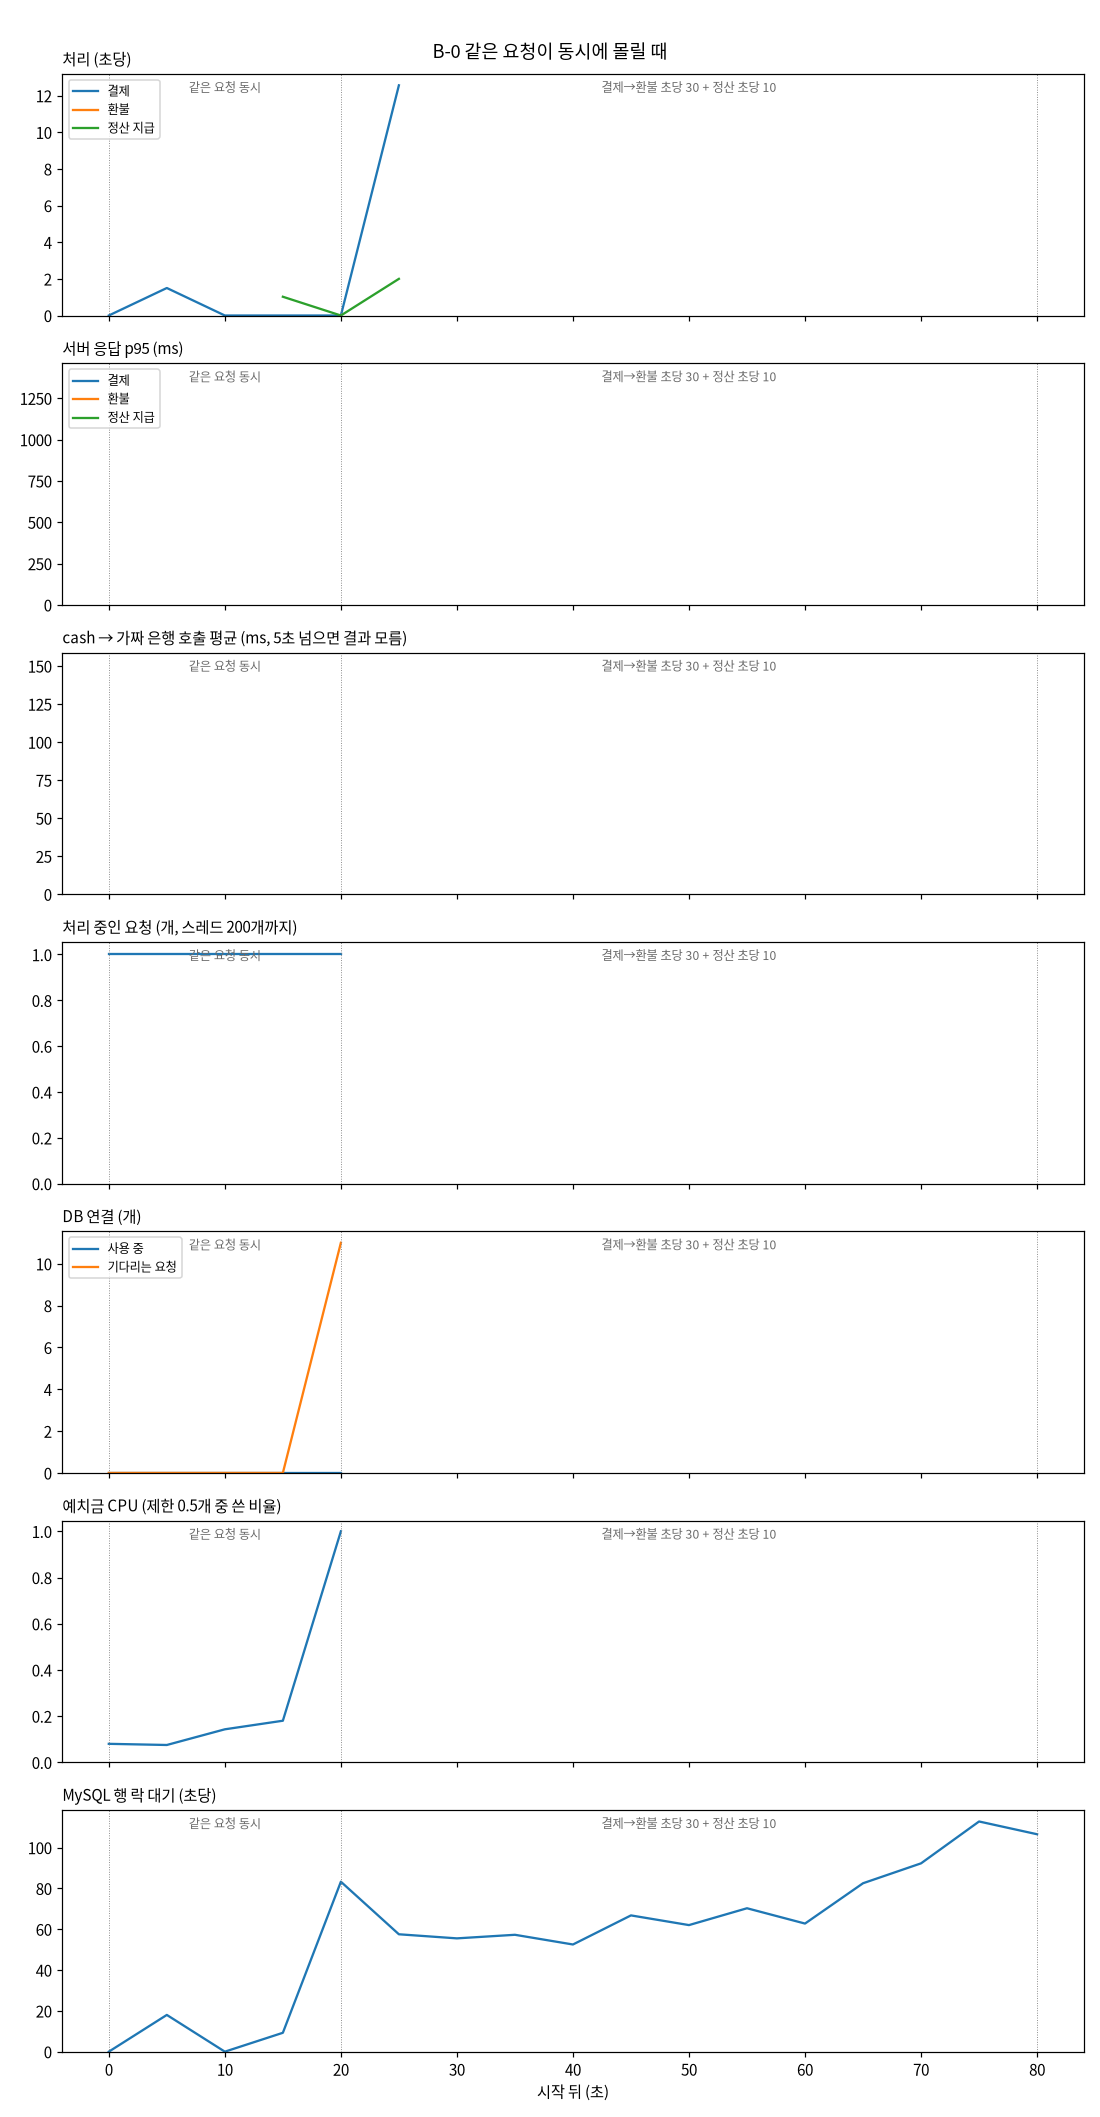 B-0 같은 요청이 동시에 몰릴 때
처리 (초당)
같은 요청 동시
결제→환불 초당 30 + 정산 초당 10
결제
환불
정산 지급
12
10
8
6
4
2
0
서버 응답 p95 (ms)
같은 요청 동시
결제→환불 초당 30 + 정산 초당 10
결제
환불
정산 지급
1250
1000
750
500
250
0
cash → 가짜 은행 호출 평균 (ms, 5초 넘으면 결과 모름)
같은 요청 동시
결제→환불 초당 30 + 정산 초당 10
150
125
100
75
50
25
0
처리 중인 요청 (개, 스레드 200개까지)
같은 요청 동시
결제→환불 초당 30 + 정산 초당 10
1.0
0.8
0.6
0.4
0.2
0.0
DB 연결 (개)
같은 요청 동시
결제→환불 초당 30 + 정산 초당 10
사용 중
기다리는 요청
10
8
6
4
2
0
예치금 CPU (제한 0.5개 중 쓴 비율)
같은 요청 동시
결제→환불 초당 30 + 정산 초당 10
1.0
0.8
0.6
0.4
0.2
0.0
MySQL 행 락 대기 (초당)
같은 요청 동시
결제→환불 초당 30 + 정산 초당 10
100
80
60
40
20
0
0 10 20 30 40 50 60 70 80
시작 뒤 (초)